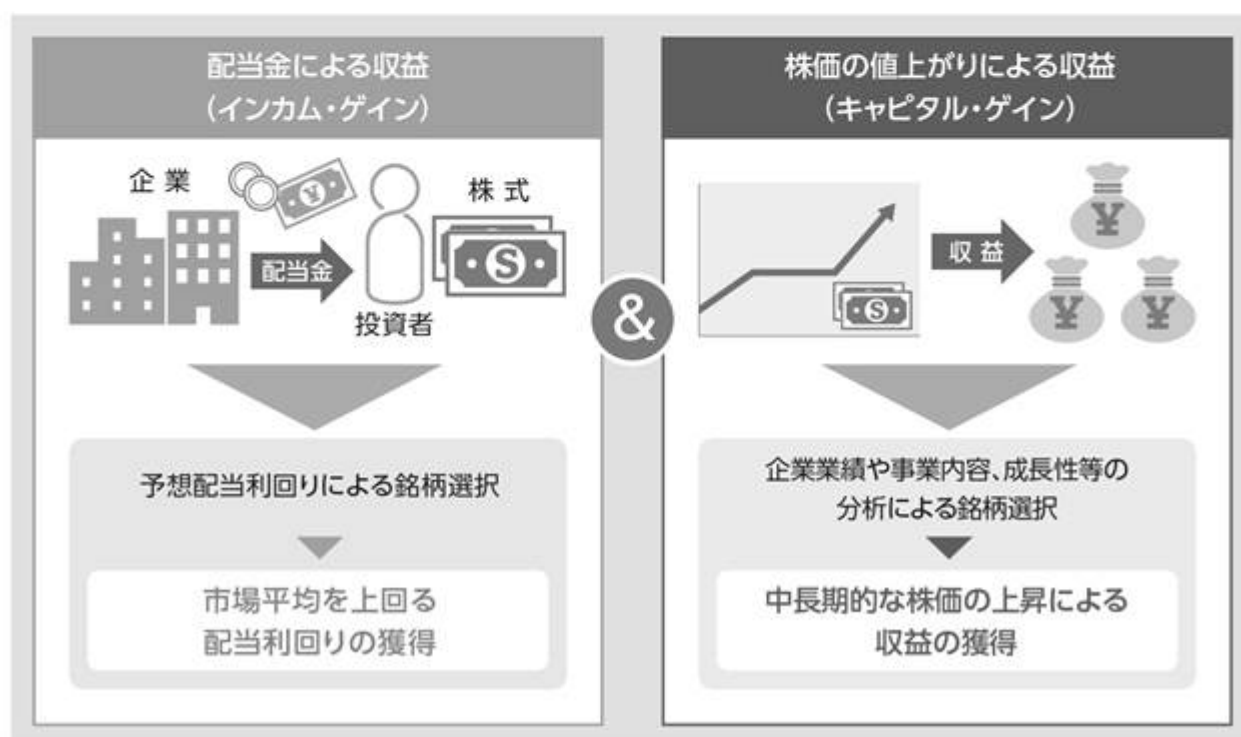 配当金による収益
（インカム・ゲイン）
企業
株式
配当金
投資者
予想配当利回りによる銘柄選択
市場平均を上回る
配当利回りの獲得
&
株価の値上がりによる収益
（キャピタル・ゲイン）
収益
企業業績や事業内容、成長性等の
分析による銘柄選択
中長期的な株価の上昇による
収益の獲得
¥
S
S
¥
¥
¥